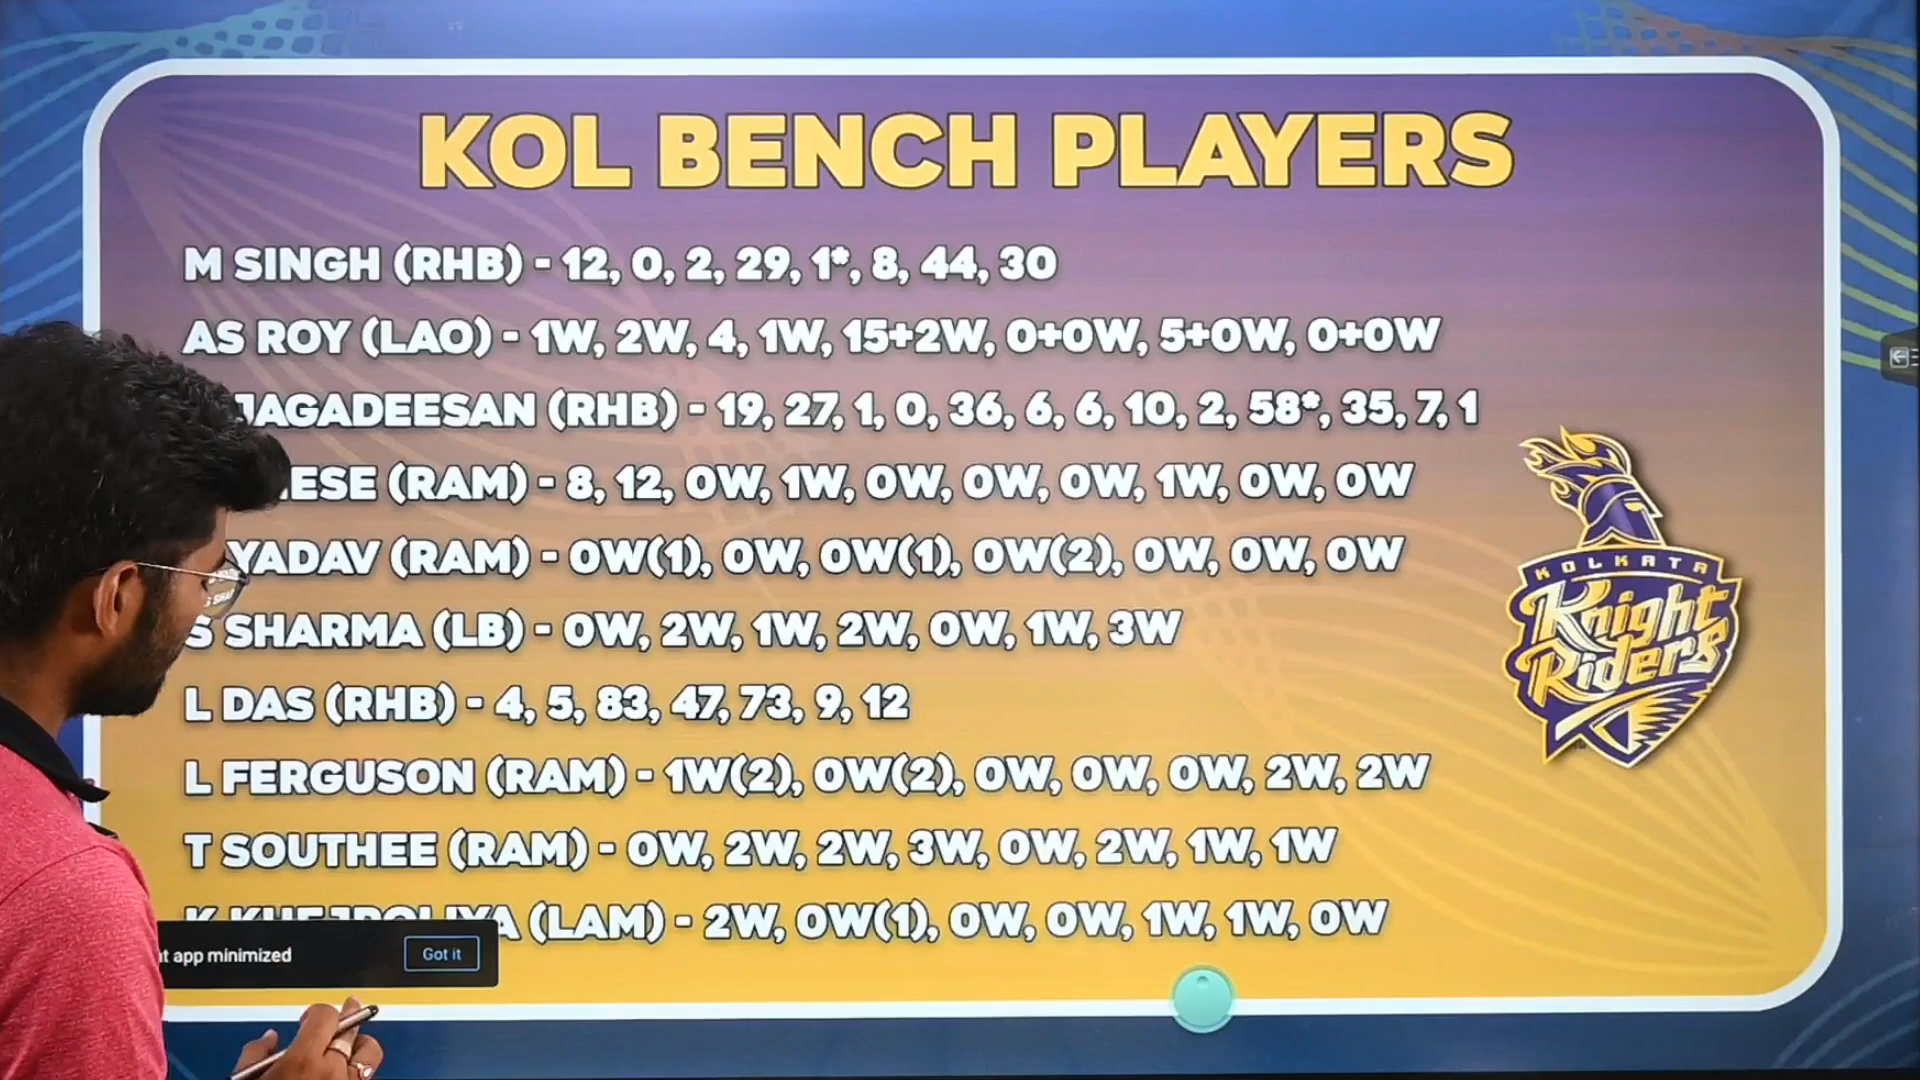 KOL BENCH PLAYERS
M SINGH (RHB) - 12, 0, 2, 29, 1*, 8, 44, 30
AS ROY (LAO) - 1W, 2W, 4, 1W, 15+2W, 0+0W, 5+0W, 0+0W
JAGADEESAN (RHB) - 19, 27, 1, 0, 36, 6, 6, 10, 2, 58*, 35, 7, 1
ESE (RAM) - 8, 12, 0W, 1W, 0W, 0W, 0W, 1W, 0W, 0W
YADAV (RAM) - 0W(1), 0W, 0W(1), 0W(2), 0W, 0W, 0W
S SHARMA (LB) - 0W, 2W, 1W, 2W, 0W, 1W, 3W
L DAS (RHB) - 4, 5, 83, 47, 73, 9, 12
L FERGUSON (RAM) - 1W(2), 0W(2), 0W, 0W, 0W, 2W, 2W
T SOUTHEE (RAM) - 0W, 2W, 2W, 3W, 0W, 2W, 1W, 1W
K KHEJROLIYA (LAM) - 2W, 0W(1), 0W, 0W, 1W, 1W, 0W
KOLKATA
Knight
Riders
app minimized
Got it